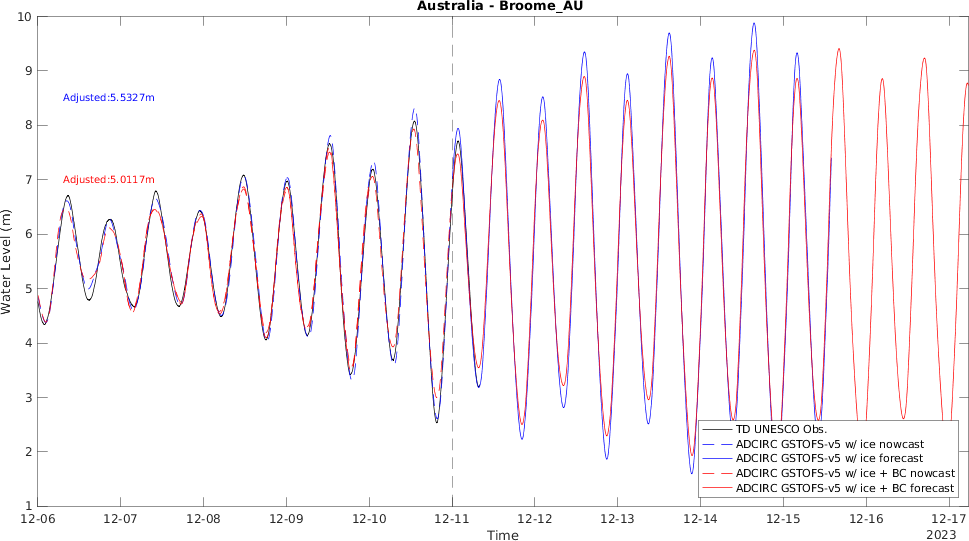 Australia - Broome_AU
10
9
8
7
6
5
4
3
2
1
Water Level (m)
Adjusted:5.5327m
Adjusted:5.0117m
TD UNESCO Obs.
ADCIRC GSTOFS-v5 w/ ice nowcast
ADCIRC GSTOFS-v5 w/ ice forecast
ADCIRC GSTOFS-v5 w/ ice + BC nowcast
ADCIRC GSTOFS-v5 w/ ice + BC forecast
12-06 12-07 12-08 12-09 12-10 12-11 12-12 12-13 12-14 12-15 12-16 12-17
Time
2023